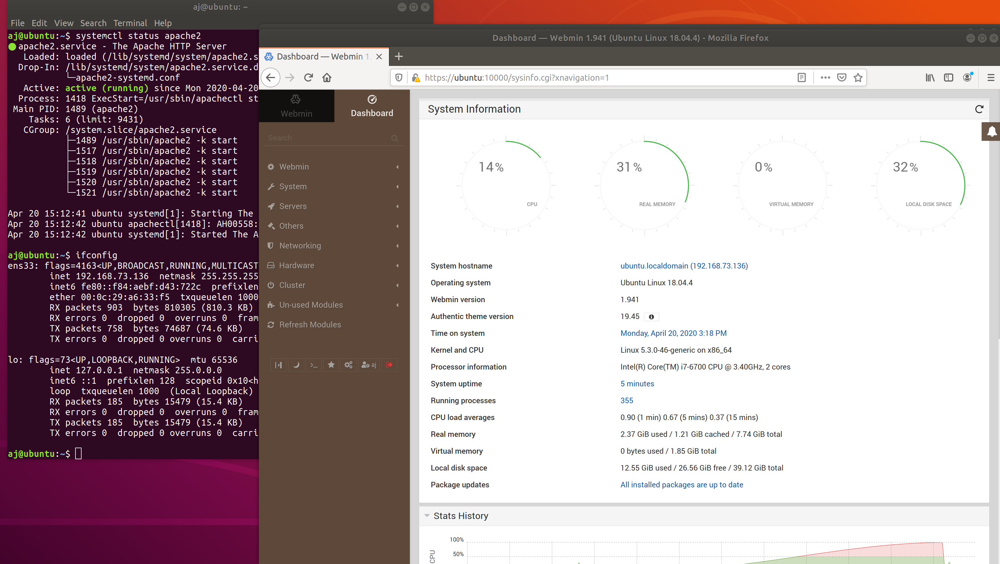 aj@ubuntu: ~
File Edit View Search Terminal Help
aj@ubuntu:~$ systemctl status apache2
apache2.service - The Apache HTTP Server
Loaded: loaded (/lib/systemd/system/apache2.s
Drop-In: /lib/systemd/system/apache2.service.d
└─apache2-systemd.conf
Active: active (running) since Mon 2020-04-20
Process: 1418 ExecStart=/usr/sbin/apachectl st
Main PID: 1489 (apache2)
Tasks: 6 (limit: 9431)
CGroup: /system.slice/apache2.service
├─1489 /usr/sbin/apache2 -k start
├─1517 /usr/sbin/apache2 -k start
├─1518 /usr/sbin/apache2 -k start
├─1519 /usr/sbin/apache2 -k start
├─1520 /usr/sbin/apache2 -k start
└─1521 /usr/sbin/apache2 -k start
Apr 20 15:12:41 ubuntu systemd[1]: Starting The
Apr 20 15:12:42 ubuntu apachectl[1418]: AH00558:
Apr 20 15:12:42 ubuntu systemd[1]: Started The A
aj@ubuntu:~$ ifconfig
ens33: flags=4163<UP,BROADCAST,RUNNING,MULTICAST
inet 192.168.73.136 netmask 255.255.255
inet6 fe80::f84:aebf:d43:722c prefixlen
ether 00:0c:29:a6:33:f5 txqueuelen 1000
RX packets 903 bytes 810305 (810.3 KB)
RX errors 0 dropped 0 overruns 0 fram
TX packets 758 bytes 74687 (74.6 KB)
TX errors 0 dropped 0 overruns 0 carri
lo: flags=73<UP,LOOPBACK,RUNNING> mtu 65536
inet 127.0.0.1 netmask 255.0.0.0
inet6 ::1 prefixlen 128 scopeid 0x10<h
loop txqueuelen 1000 (Local Loopback)
RX packets 185 bytes 15479 (15.4 KB)
RX errors 0 dropped 0 overruns 0 fram
TX packets 185 bytes 15479 (15.4 KB)
TX errors 0 dropped 0 overruns 0 carri
aj@ubuntu:~$
Dashboard — Webmin 1.941 (Ubuntu Linux 18.04.4) - Mozilla Firefox
Dashboard — Webmin 1.
https://ubuntu:10000/sysinfo.cgi?xnavigation=1
Webmin
Dashboard
Search
Webmin
System
Servers
Others
Networking
Hardware
Cluster
Un-used Modules
Refresh Modules
aj
System Information
14% CPU
31% REAL MEMORY
0% VIRTUAL MEMORY
32% LOCAL DISK SPACE
System hostname ubuntu.localdomain (192.168.73.136)
Operating system Ubuntu Linux 18.04.4
Webmin version 1.941
Authentic theme version 19.45
Time on system Monday, April 20, 2020 3:18 PM
Kernel and CPU Linux 5.3.0-46-generic on x86_64
Processor information Intel(R) Core(TM) i7-6700 CPU @ 3.40GHz, 2 cores
System uptime 5 minutes
Running processes 355
CPU load averages 0.90 (1 min) 0.67 (5 mins) 0.37 (15 mins)
Real memory 2.37 GiB used / 1.21 GiB cached / 7.74 GiB total
Virtual memory 0 bytes used / 1.85 GiB total
Local disk space 12.55 GiB used / 26.56 GiB free / 39.12 GiB total
Package updates All installed packages are up to date
Stats History
100%
50%
CPU